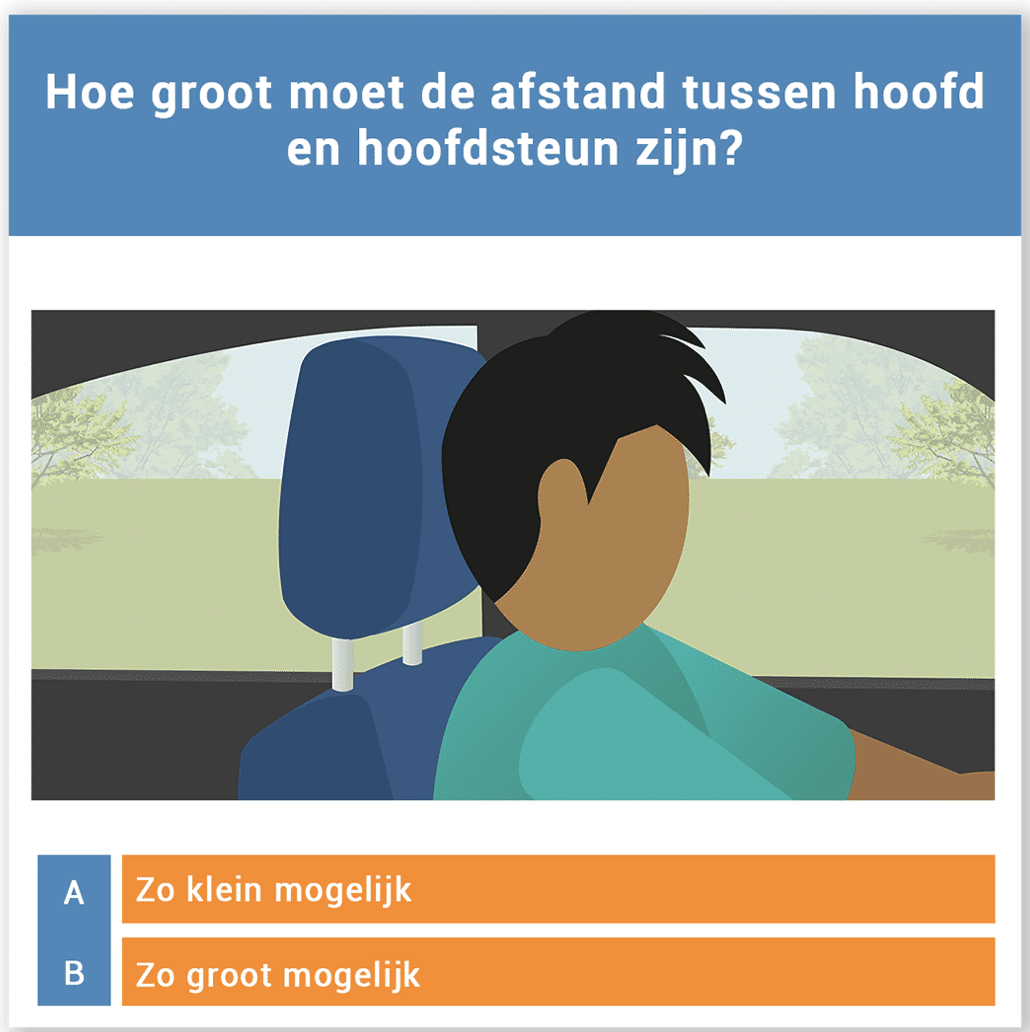 Hoe groot moet de afstand tussen hoofd
en hoofdsteun zijn?
A
Zo klein mogelijk
B
Zo groot mogelijk